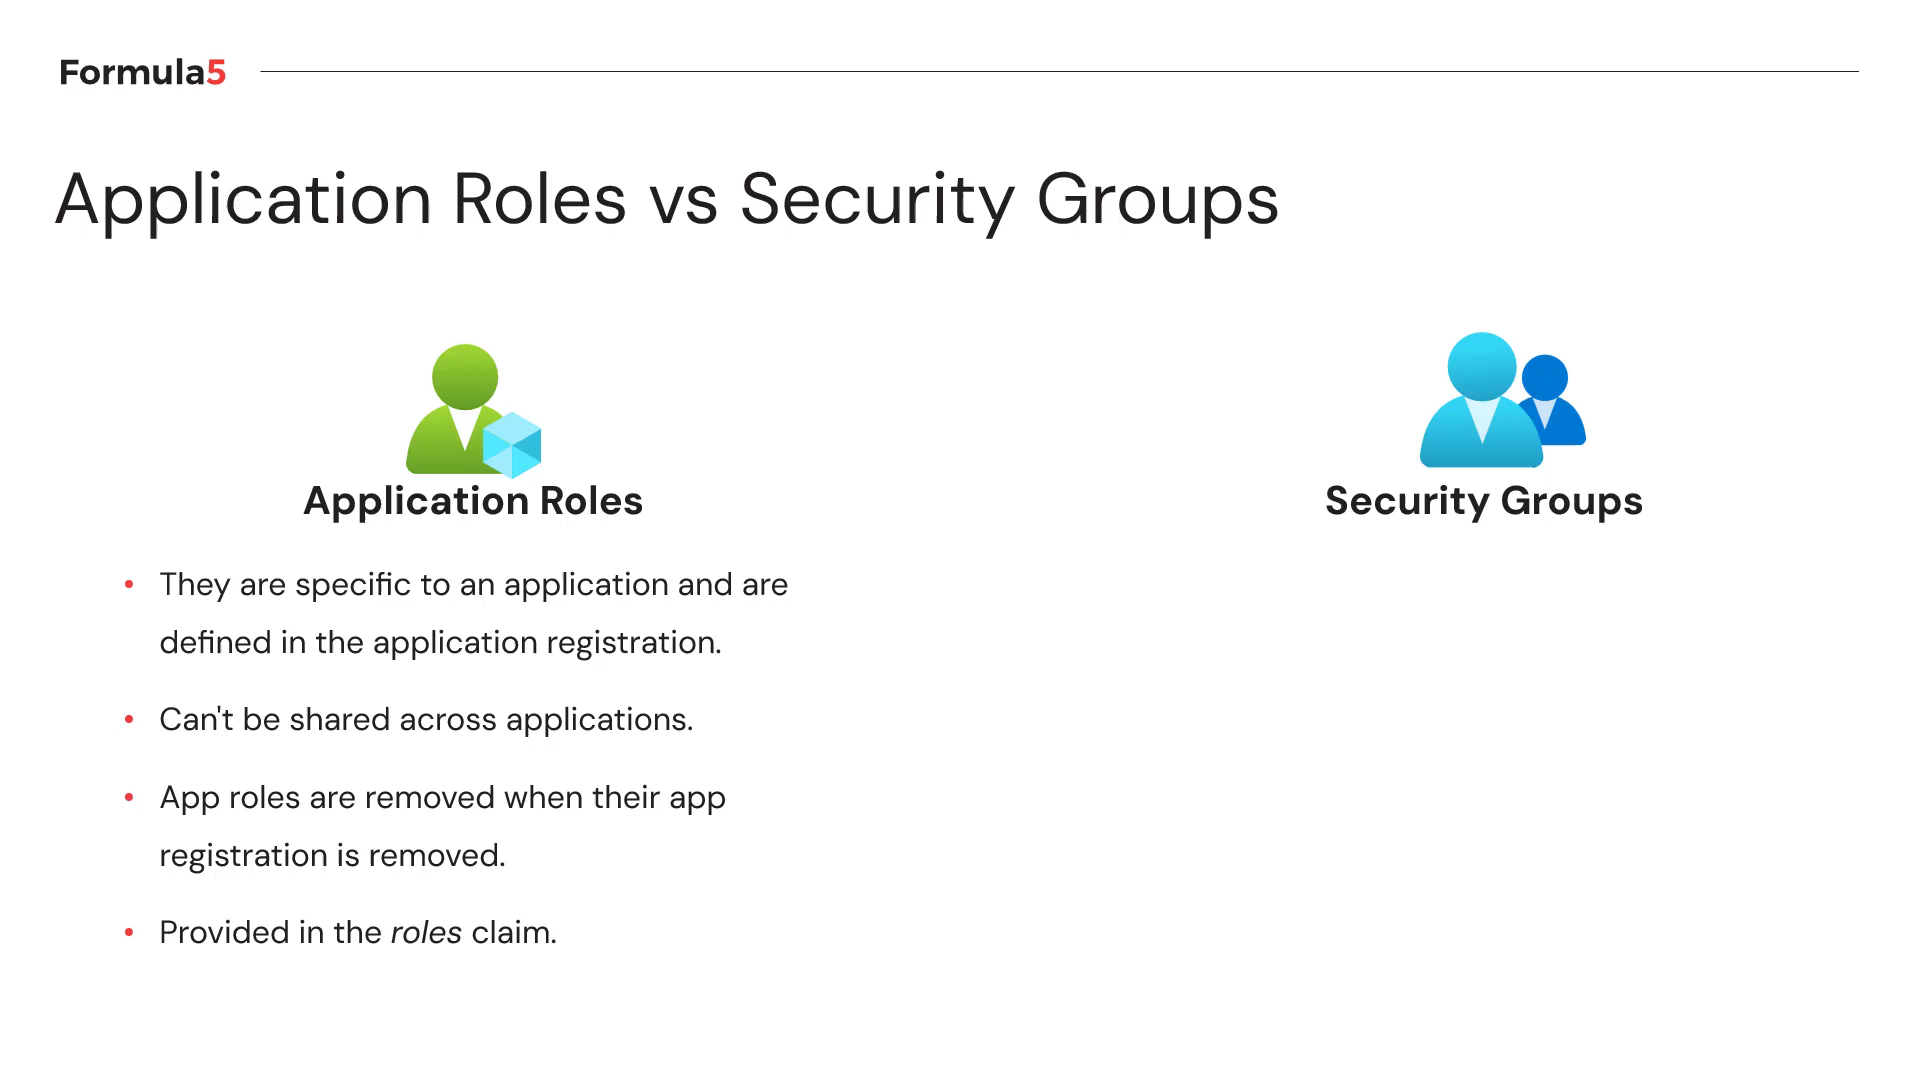 Formula5
Application Roles vs Security Groups
Application Roles
• They are specific to an application and are
defined in the application registration.
• Can't be shared across applications.
• App roles are removed when their app
registration is removed.
• Provided in the roles claim.
Security Groups